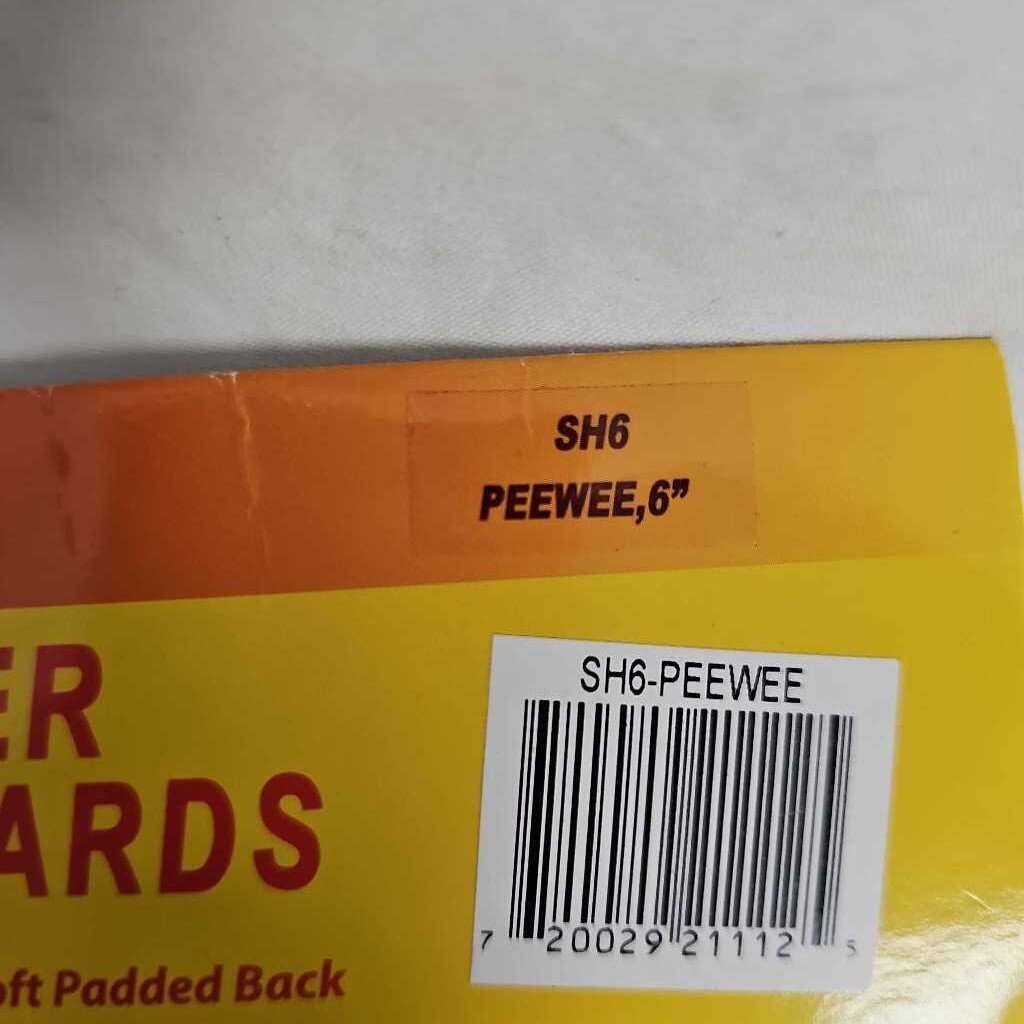 SH6
PEEWEE,6”
SH6-PEEWEE
7 20029 21112 5
ER
ARDS
oft Padded Back